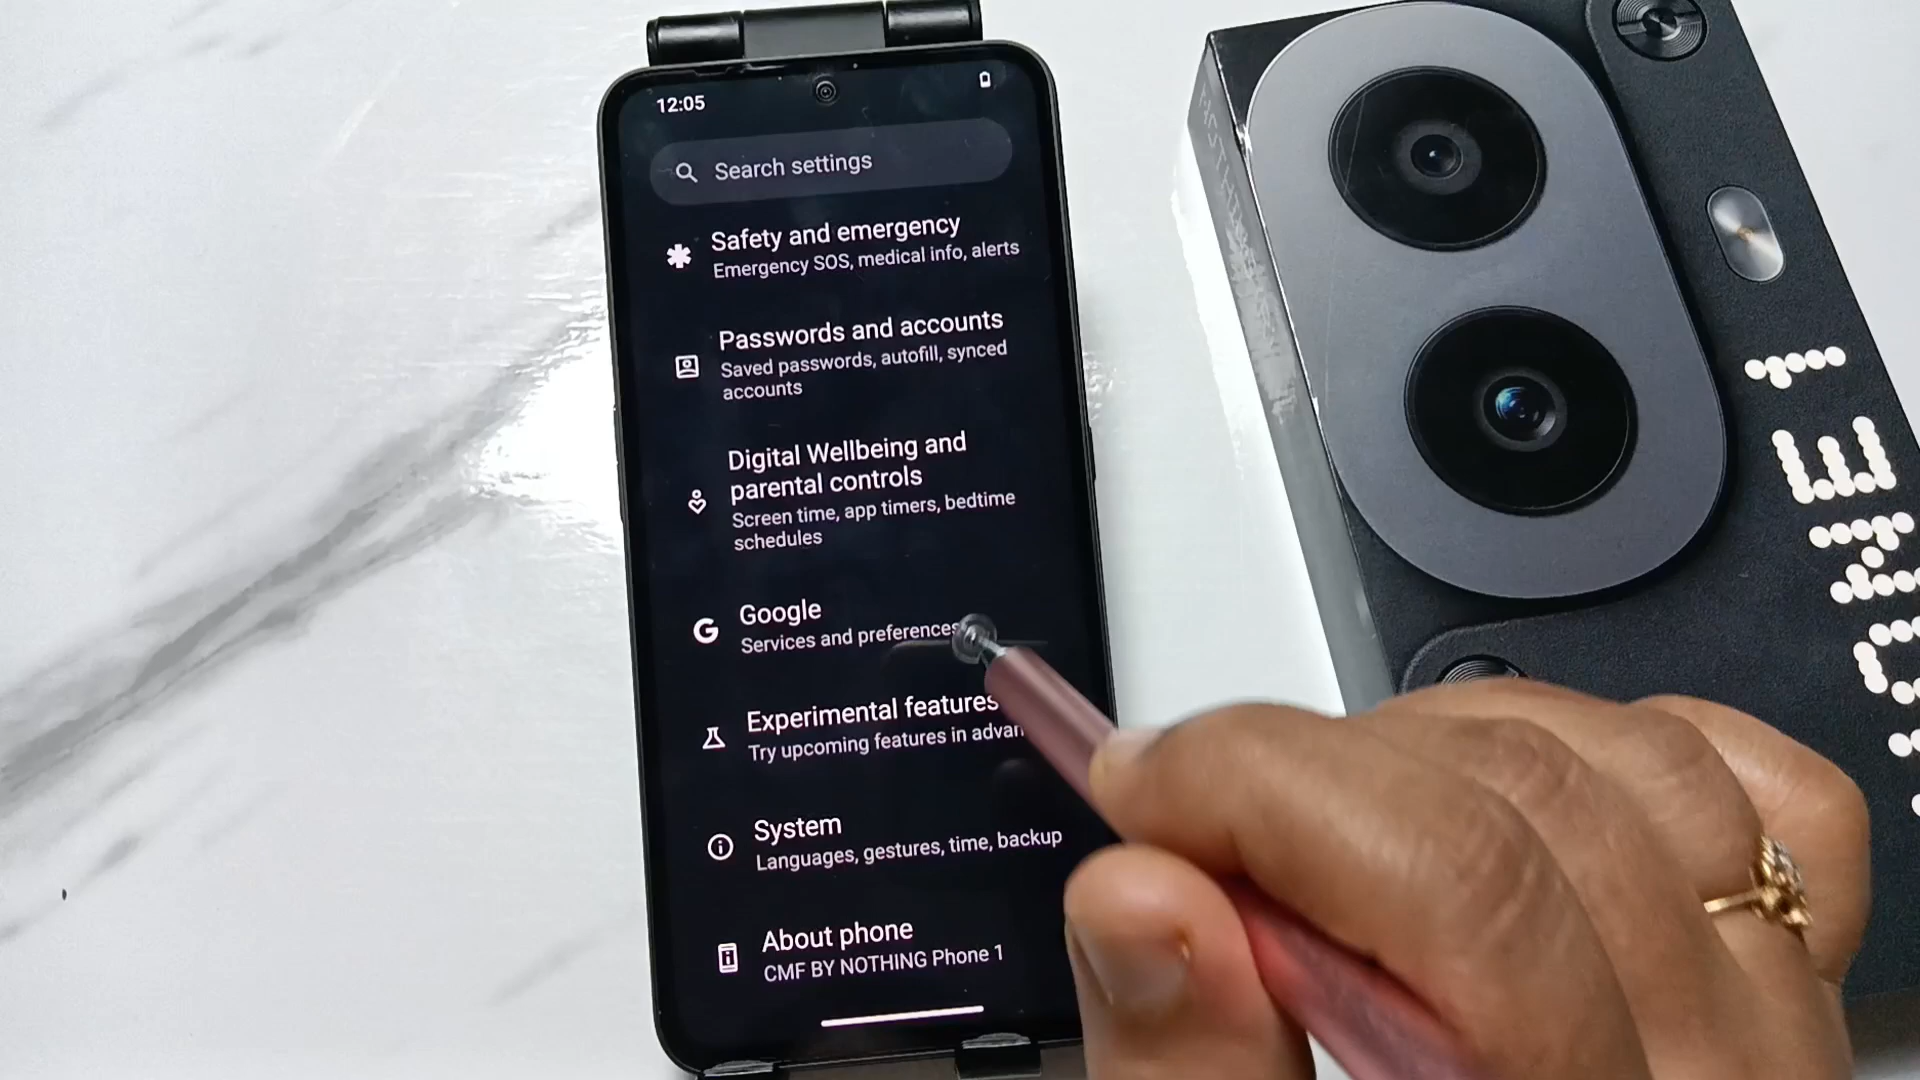 12:05
Search settings
Safety and emergency
Emergency SOS, medical info, alerts
Passwords and accounts
Saved passwords, autofill, synced
accounts
Digital Wellbeing and
parental controls
Screen time, app timers, bedtime
schedules
Google
Services and preferences
Experimental features
Try upcoming features in
System
Languages, gestures, time, backup
About phone
CMF BY NOTHING Phone 1